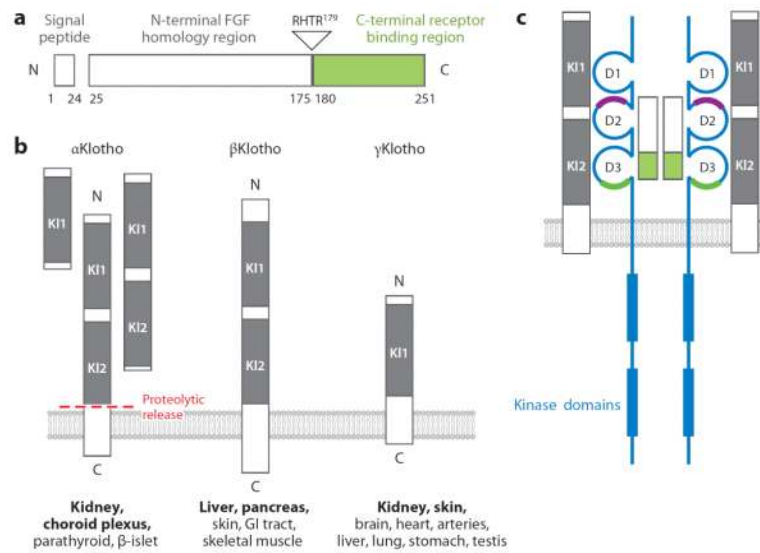 a
Signal
peptide
N-terminal FGF
homology region
RHTR¹⁷⁹
C-terminal receptor
binding region
N
C
1
24
25
175
180
251
b
αKlotho
βKlotho
γKlotho
Kl1
N
Kl1
Kl2
Kl1
Kl2
Proteolytic
release
C
N
Kl1
Kl2
C
N
Kl1
C
Kidney,
choroid plexus,
parathyroid, β-islet
Liver, pancreas,
skin, GI tract,
skeletal muscle
Kidney, skin,
brain, heart, arteries,
liver, lung, stomach, testis
c
Kl1
Kl2
D1
D2
D3
D1
D2
D3
Kl1
Kl2
Kinase domains